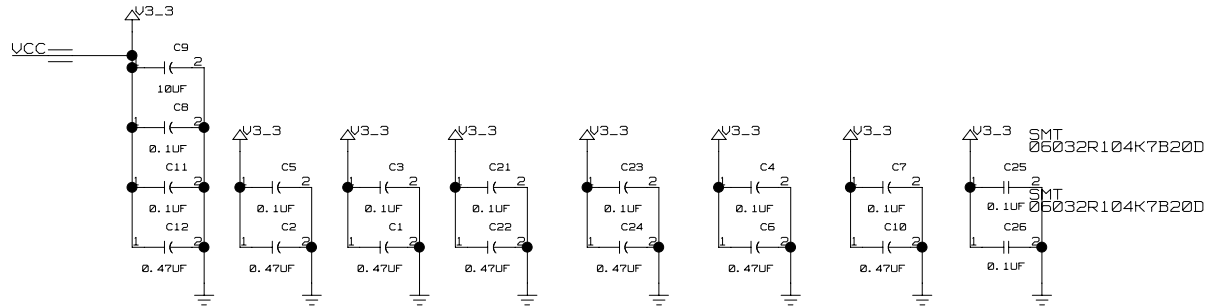 V3_3
VCC
C9
1 2
10UF
C8
1 2
0.1UF
V3_3 V3_3 V3_3 V3_3 V3_3 V3_3 V3_3 SMT
06032R104K7B20D
C11 C5 C3 C21 C23 C4 C7 C25
1 2 1 2 1 2 1 2 1 2 1 2 1 2 1 2
SMT
0.1UF 0.1UF 0.1UF 0.1UF 0.1UF 0.1UF 0.1UF 0.1UF 06032R104K7B20D
C12 C2 C1 C22 C24 C6 C10 C26
1 2 1 2 1 2 1 2 1 2 1 2 1 2 1 2
0.47UF 0.47UF 0.47UF 0.47UF 0.47UF 0.47UF 0.47UF 0.1UF